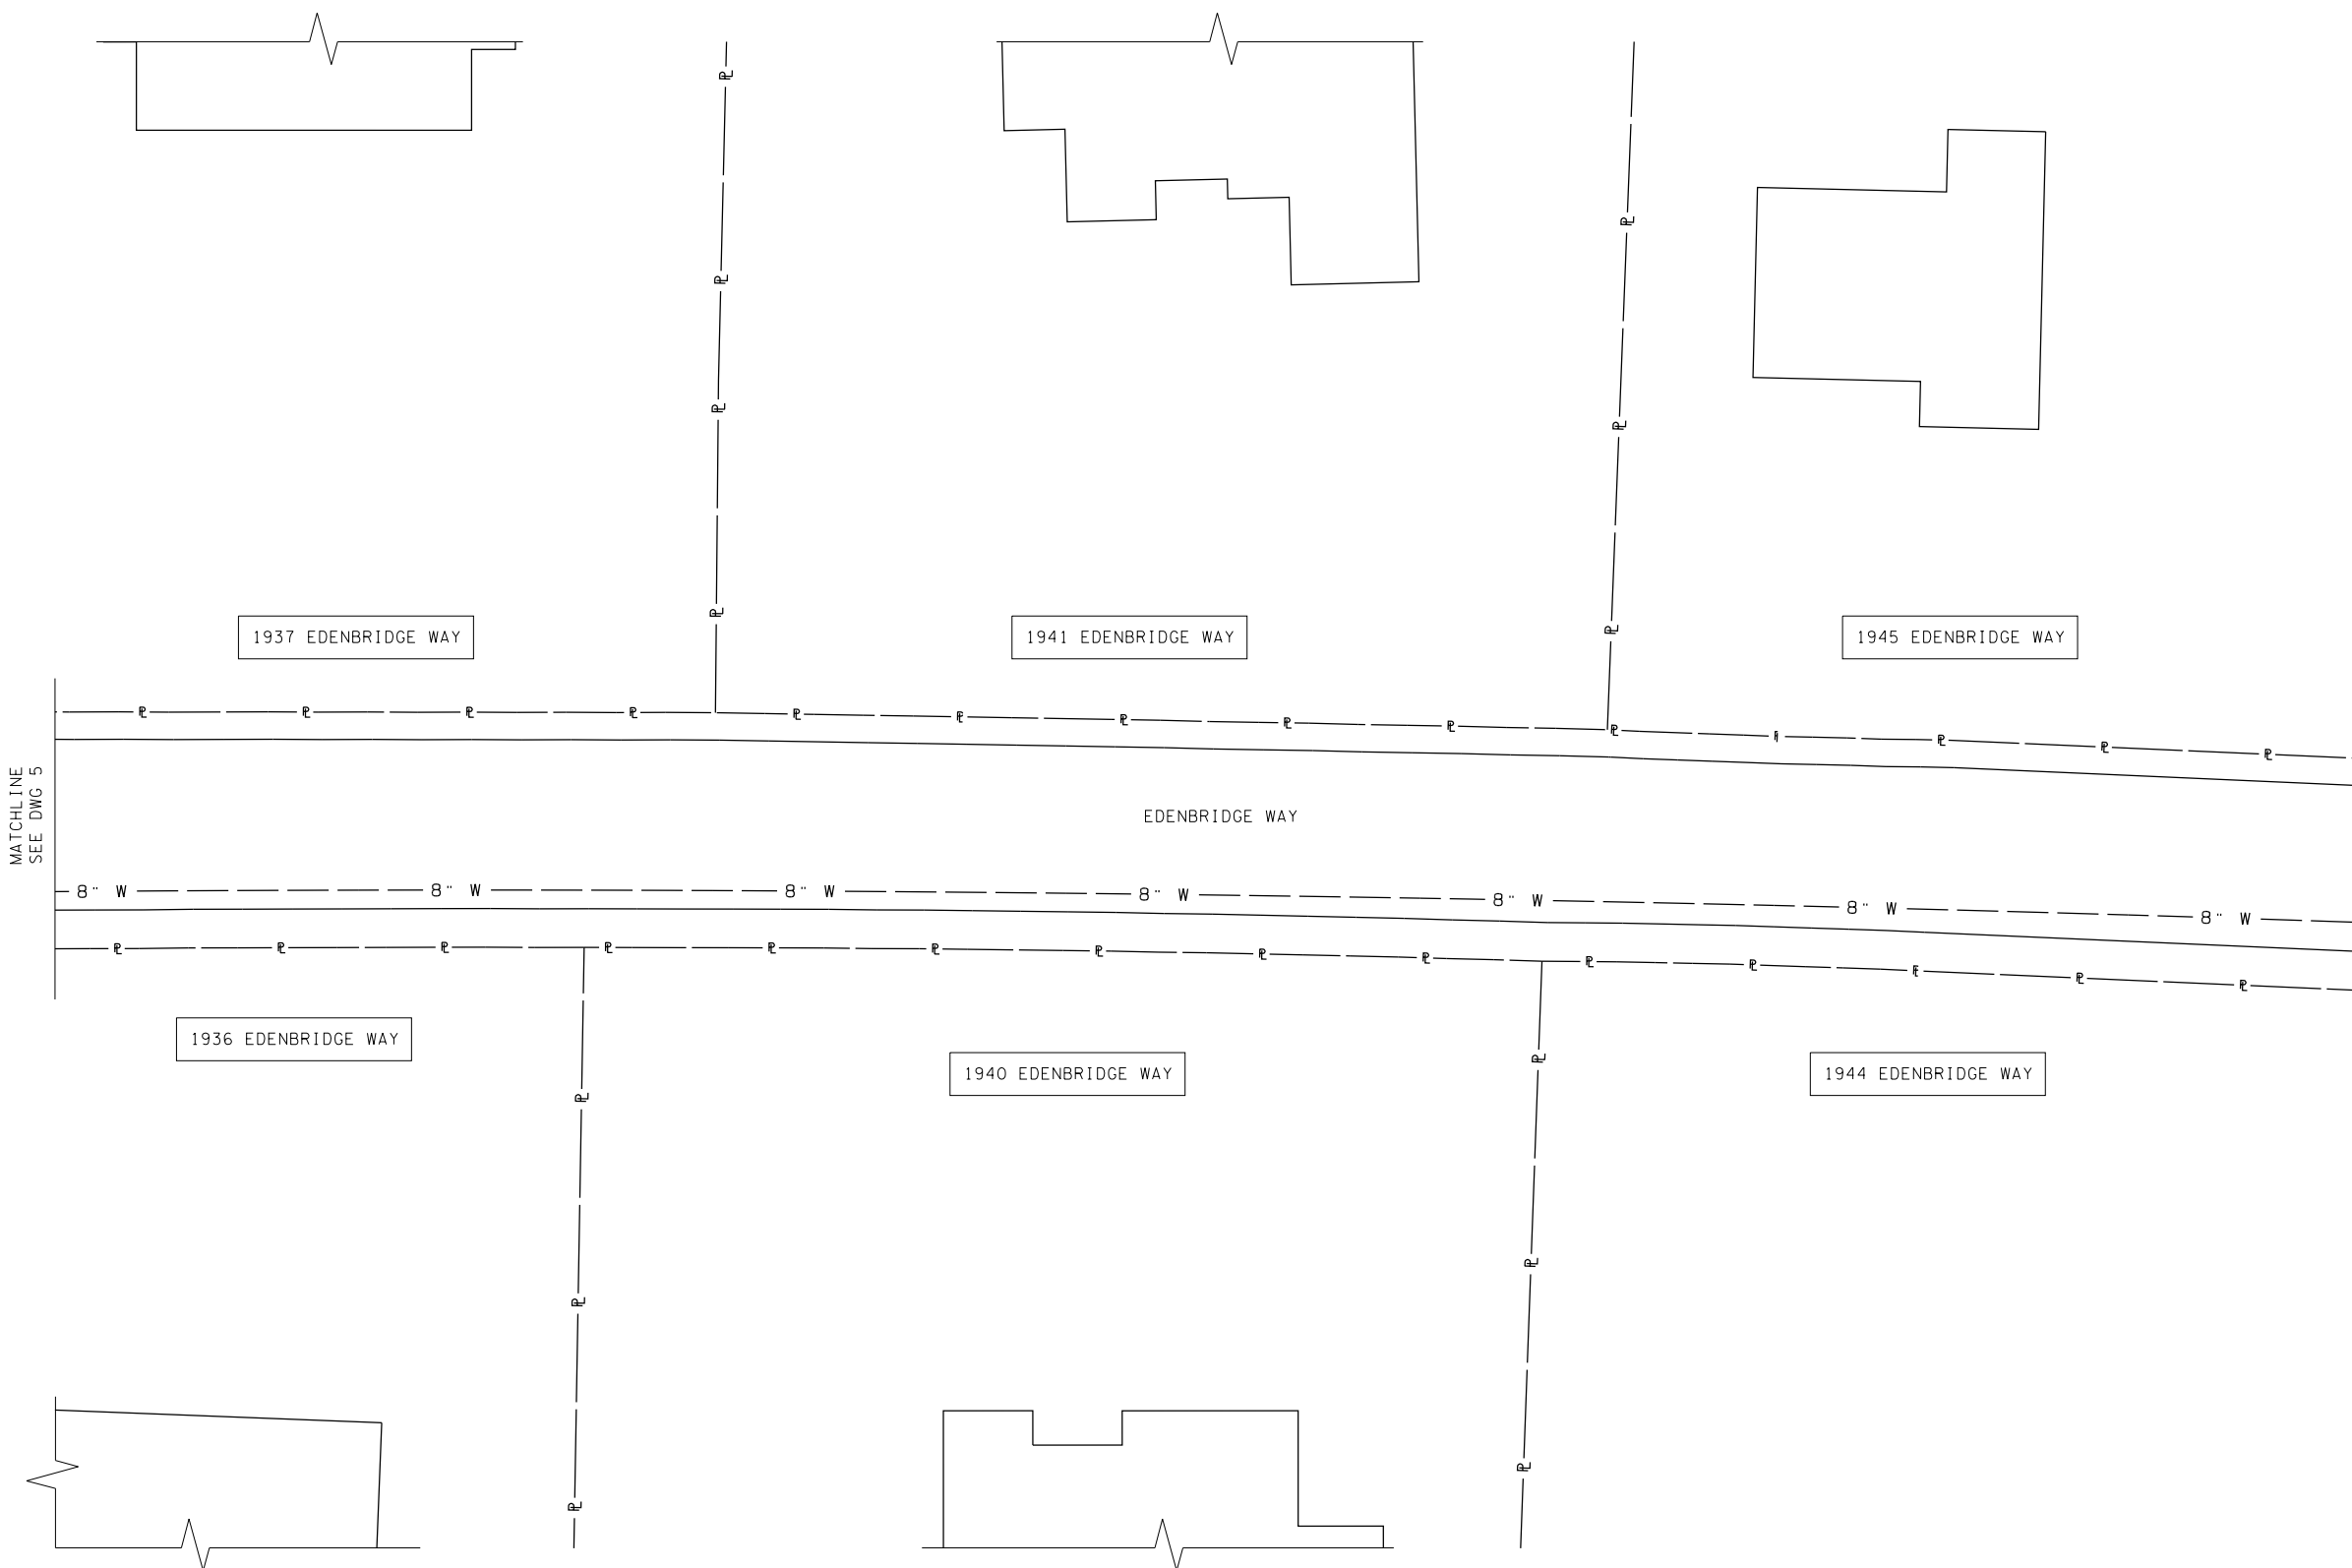 1937 EDENBRIDGE WAY
1941 EDENBRIDGE WAY
1945 EDENBRIDGE WAY
MATCHLINE
SEE DWG 5
EDENBRIDGE WAY
8" W 8" W 8" W 8" W 8" W 8" W 8" W
1936 EDENBRIDGE WAY
1940 EDENBRIDGE WAY
1944 EDENBRIDGE WAY